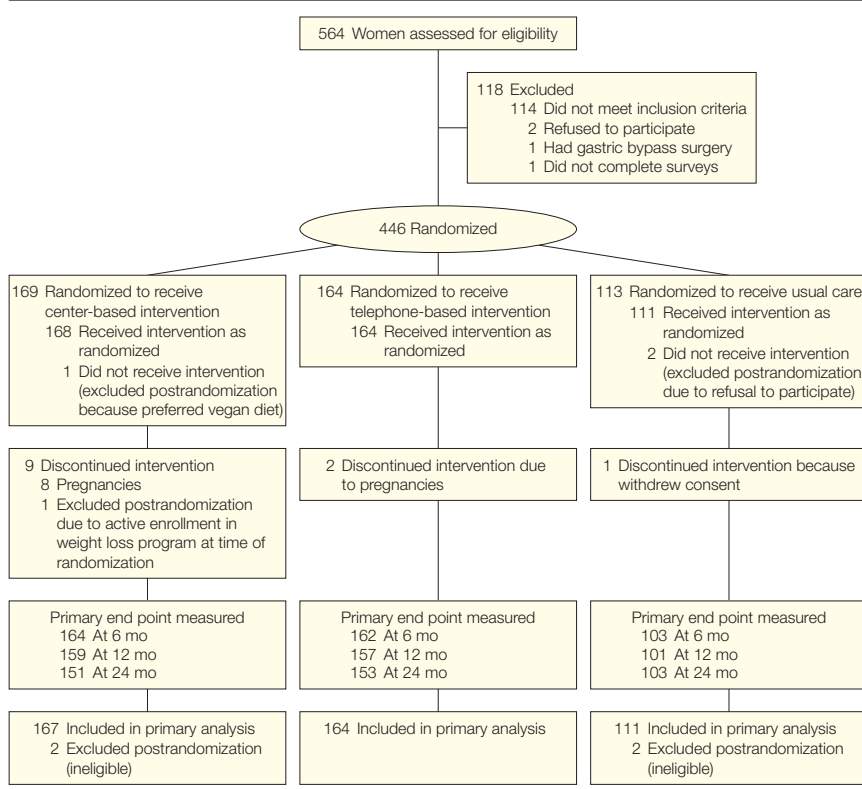 564 Women assessed for eligibility
118 Excluded
114 Did not meet inclusion criteria
2 Refused to participate
1 Had gastric bypass surgery
1 Did not complete surveys
446 Randomized
169 Randomized to receive
center-based intervention
168 Received intervention as
randomized
1 Did not receive intervention
(excluded postrandomization
because preferred vegan diet)
164 Randomized to receive
telephone-based intervention
164 Received intervention as
randomized
113 Randomized to receive usual care
111 Received intervention as
randomized
2 Did not receive intervention
(excluded postrandomization
due to refusal to participate)
9 Discontinued intervention
8 Pregnancies
1 Excluded postrandomization
due to active enrollment in
weight loss program at time of
randomization
2 Discontinued intervention due
to pregnancies
1 Discontinued intervention because
withdrew consent
Primary end point measured
164 At 6 mo
159 At 12 mo
151 At 24 mo
Primary end point measured
162 At 6 mo
157 At 12 mo
153 At 24 mo
Primary end point measured
103 At 6 mo
101 At 12 mo
103 At 24 mo
167 Included in primary analysis
2 Excluded postrandomization
(ineligible)
164 Included in primary analysis
111 Included in primary analysis
2 Excluded postrandomization
(ineligible)